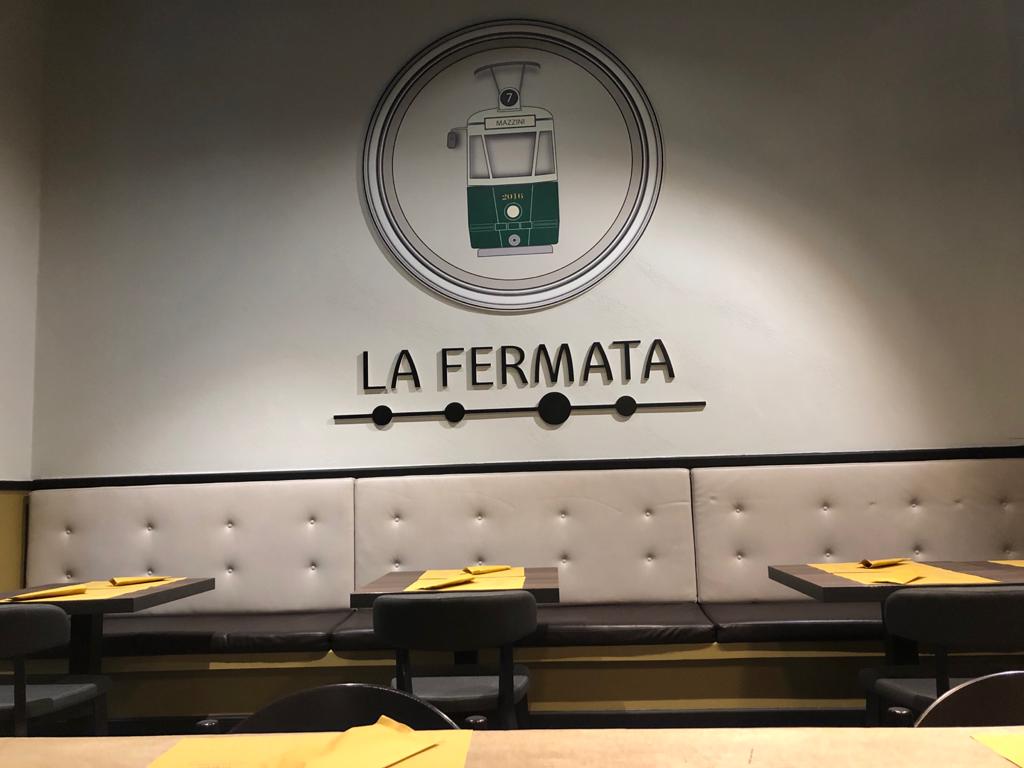 7
MAZZINI
2016
LA FERMATA